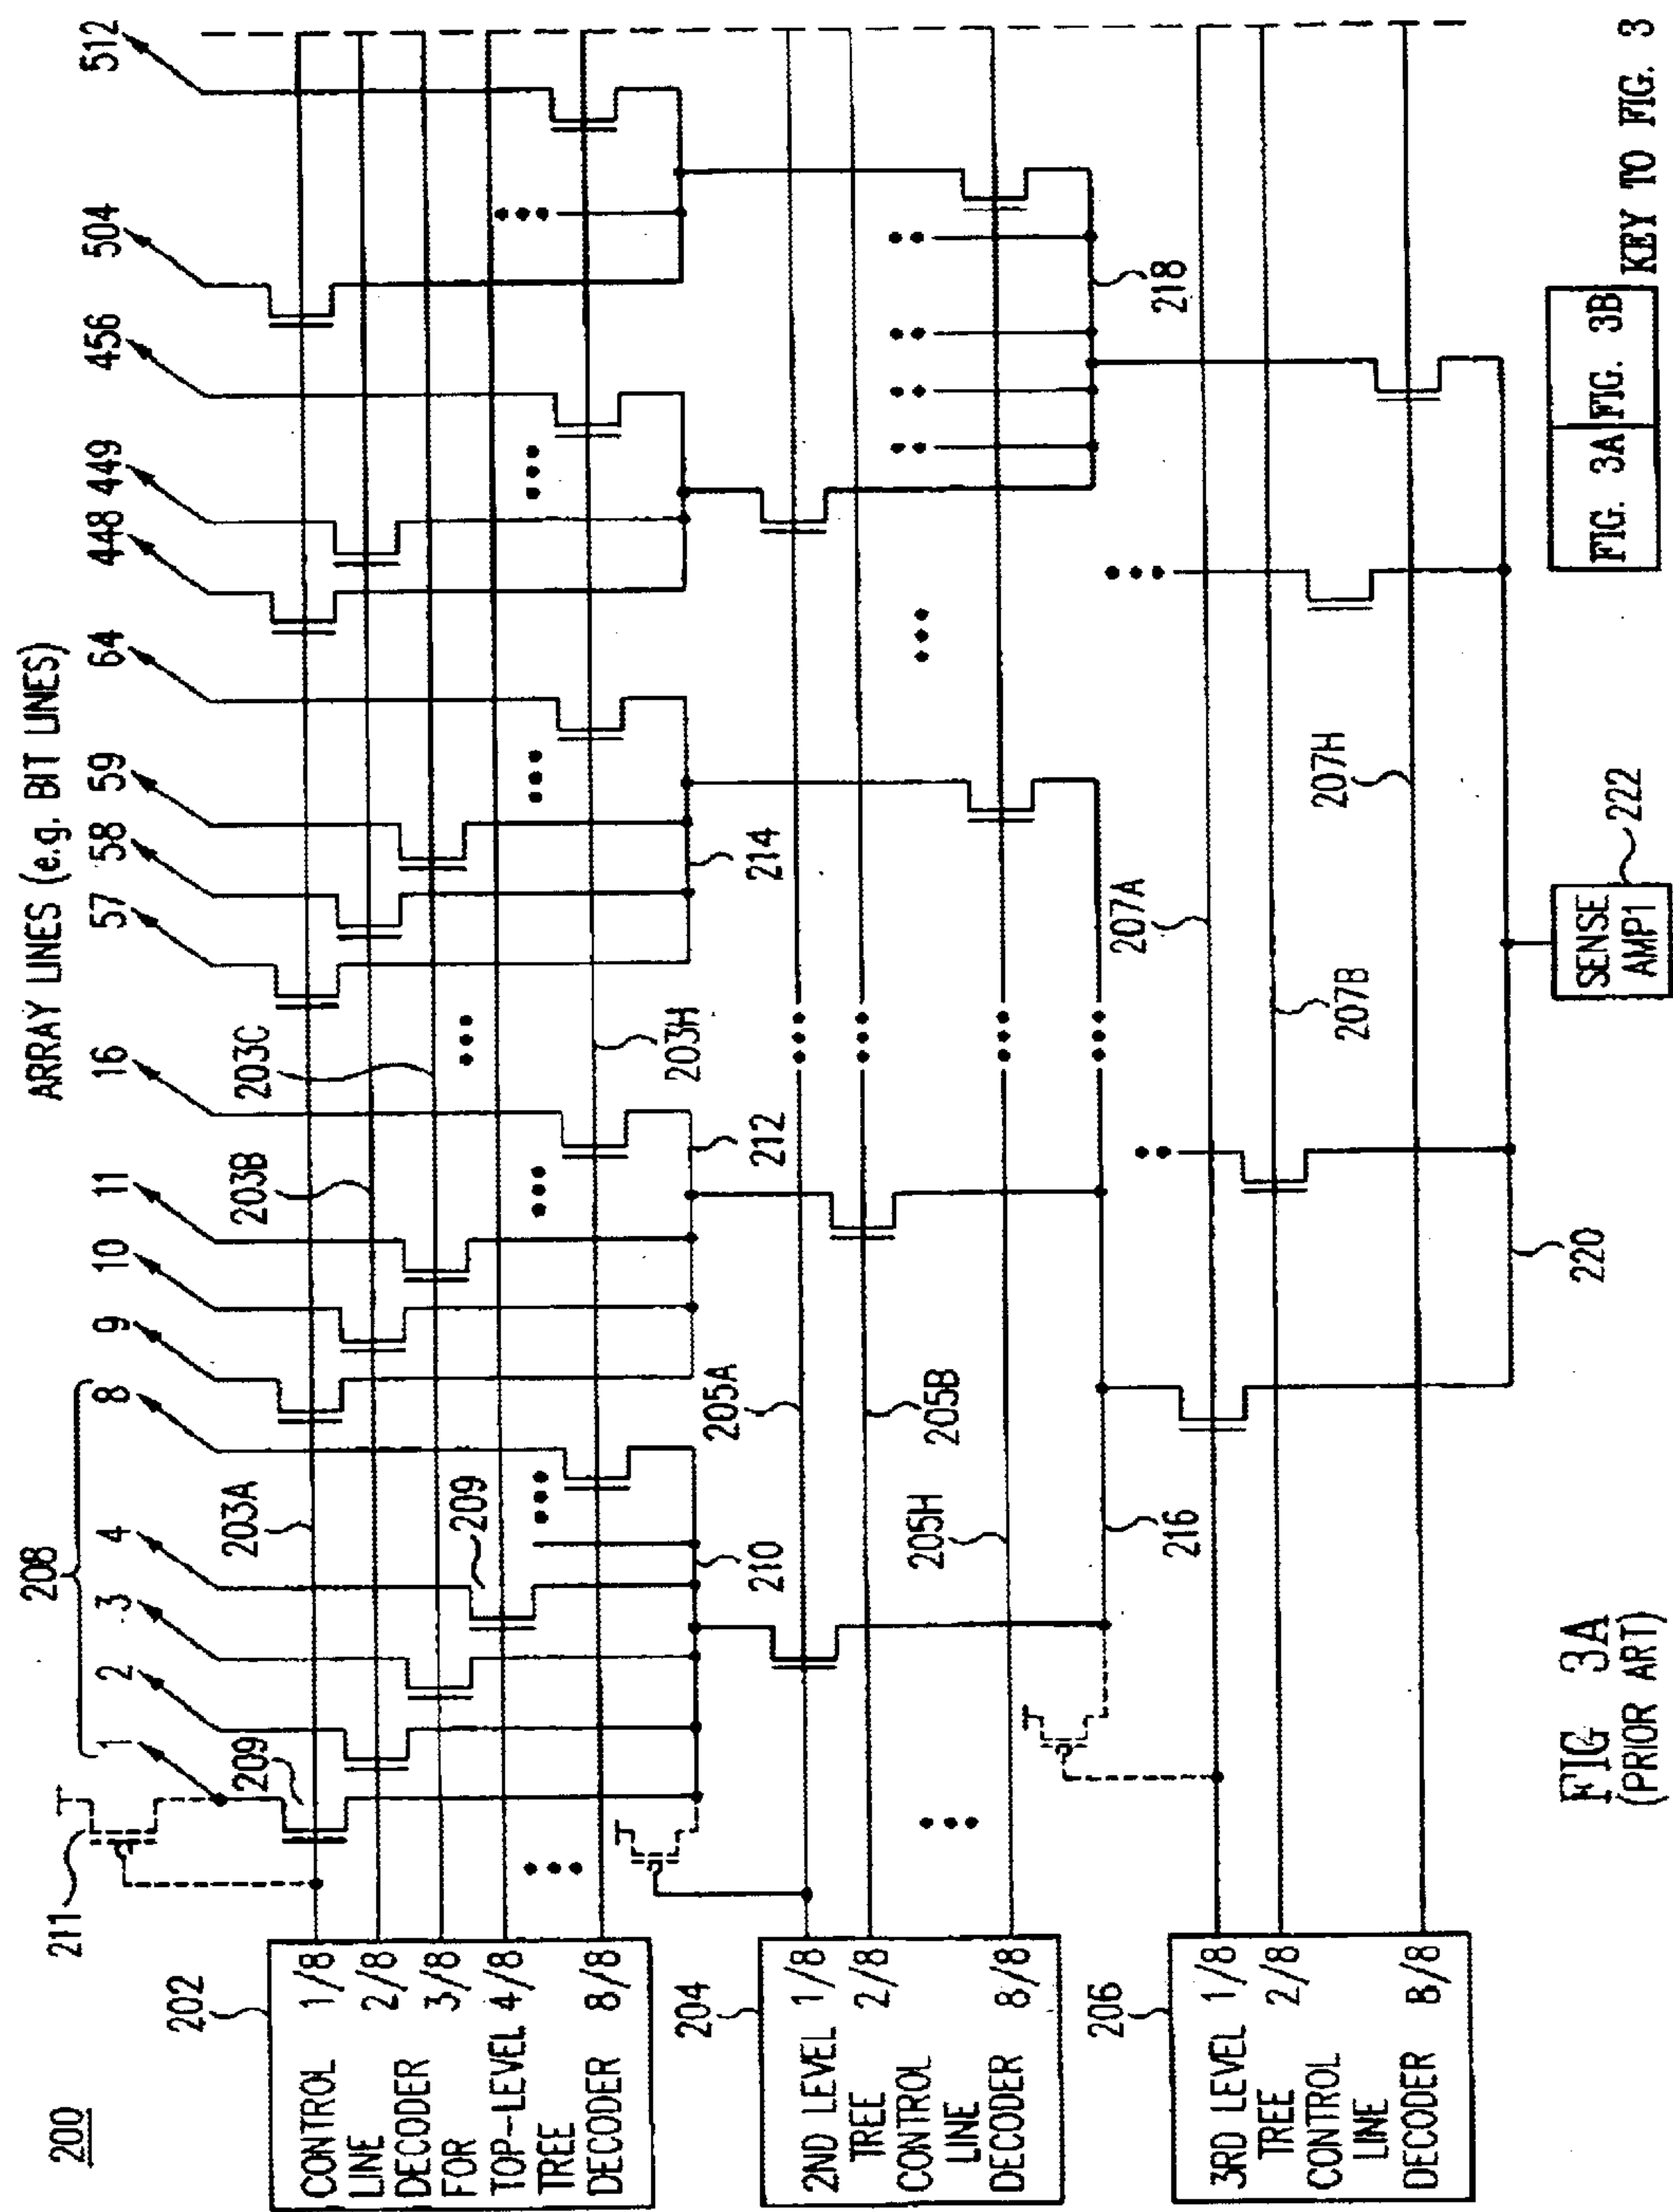 200
ARRAY LINES (e.g. BIT LINES)
208
1 2 3 4 8 9 10 11 16 57 58 59 64 448 449 456 504 512
211
209
209
203A
203B
203C
203H
202
CONTROL 1/8
LINE 2/8
DECODER 3/8
FOR
TOP-LEVEL 4/8
TREE
DECODER 8/8
210
212
214
204
2ND LEVEL 1/8
TREE 2/8
CONTROL
LINE
DECODER 8/8
205A
205B
205H
216
218
206
3RD LEVEL 1/8
TREE 2/8
CONTROL
LINE
DECODER 8/8
207A
207B
207H
220
SENSE
AMP1
222
FIG 3A
(PRIOR ART)
FIG. 3A FIG. 3B
KEY TO FIG. 3